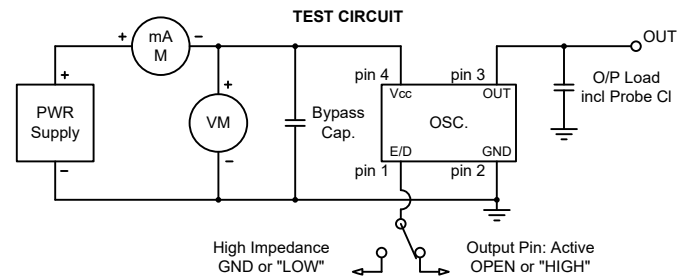 TEST CIRCUIT
+
mA
M
–
OUT
+
PWR
Supply
–
+
VM
–
Bypass
Cap.
pin 4
pin 3
Vcc
OUT
OSC.
E/D
GND
pin 1
pin 2
O/P Load
incl Probe Cl
High Impedance
GND or "LOW"
Output Pin: Active
OPEN or "HIGH"